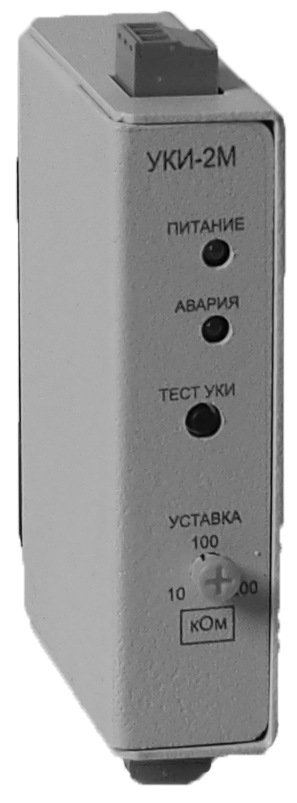 УКИ-2М
ПИТАНИЕ
АВАРИЯ
ТЕСТ УКИ
УСТАВКА
100
10
кОм